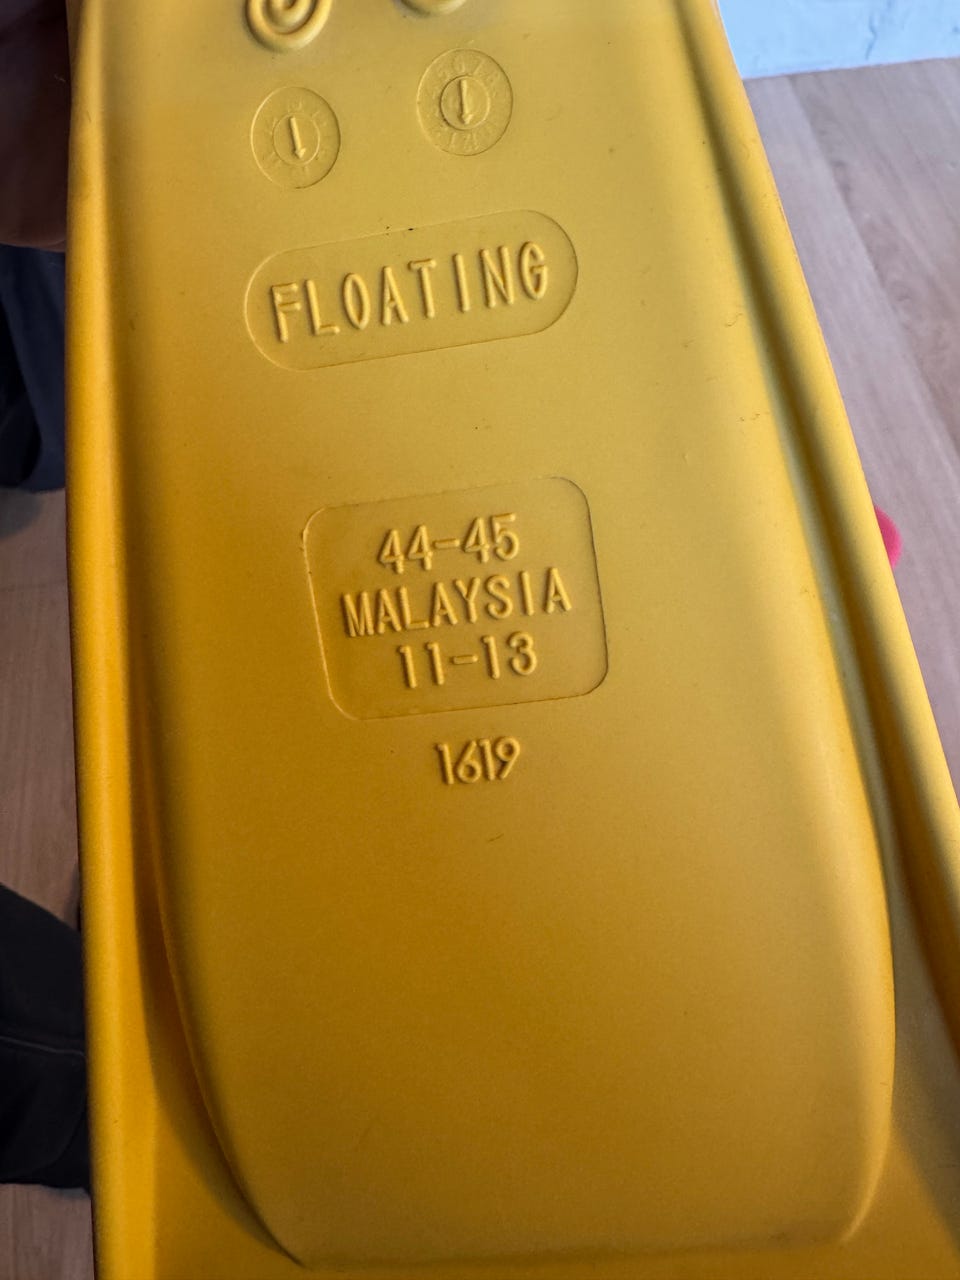 FLOATING
44-45
MALAYSIA
11-13
1619